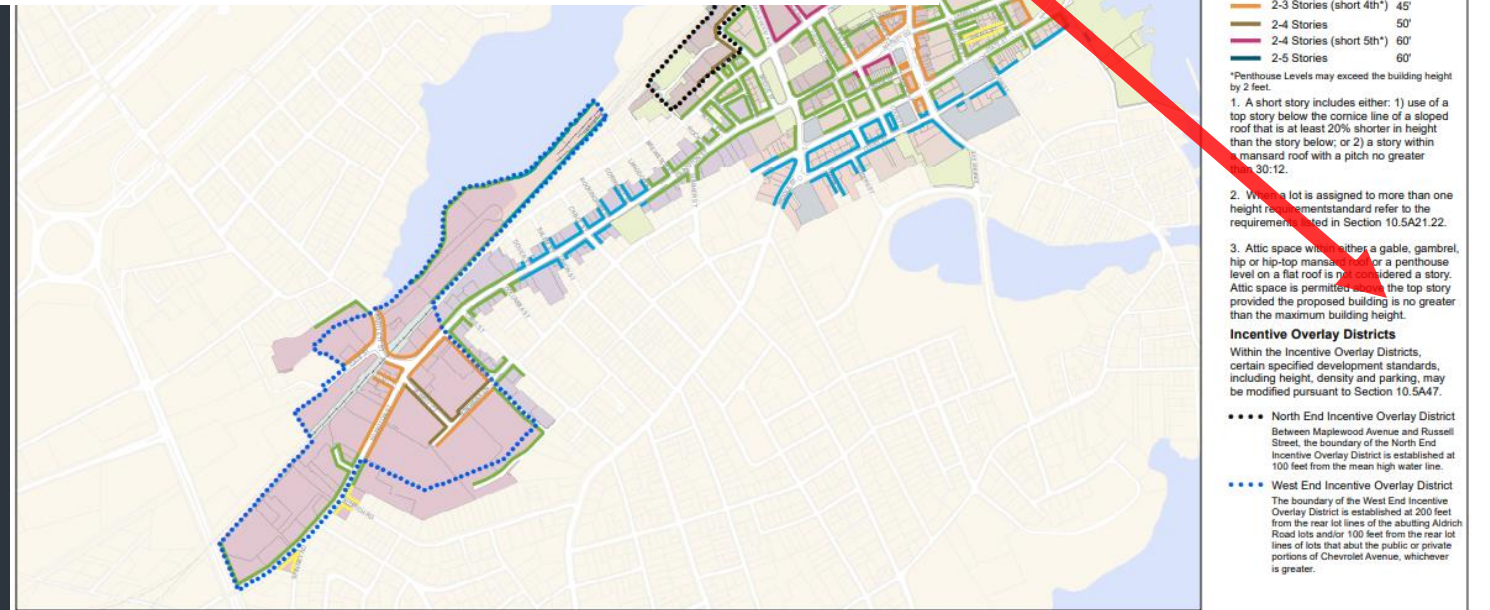 2-3 Stories (short 4th*) 45'
2-4 Stories 50'
2-4 Stories (short 5th*) 60'
2-5 Stories 60'
*Penthouse Levels may exceed the building height
by 2 feet.
1. A short story includes either: 1) use of a
top story below the cornice line of a sloped
roof that is at least 20% shorter in height
than the story below; or 2) a story within
a mansard roof with a pitch no greater
than 30:12.
2. When a lot is assigned to more than one
height requirementstandard refer to the
requirements listed in Section 10.5A21.22.
3. Attic space within either a gable, gambrel,
hip or hip-top mansard roof or a penthouse
level on a flat roof is not considered a story.
Attic space is permitted above the top story
provided the proposed building is no greater
than the maximum building height.
Incentive Overlay Districts
Within the Incentive Overlay Districts,
certain specified development standards,
including height, density and parking, may
be modified pursuant to Section 10.5A47.
North End Incentive Overlay District
Between Maplewood Avenue and Russell
Street, the boundary of the North End
Incentive Overlay District is established at
100 feet from the mean high water line.
West End Incentive Overlay District
The boundary of the West End Incentive
Overlay District is established at 200 feet
from the rear lot lines of the abutting Aldrich
Road lots and/or 100 feet from the rear lot
lines of lots that abut the public or private
portions of Chevrolet Avenue, whichever
is greater.